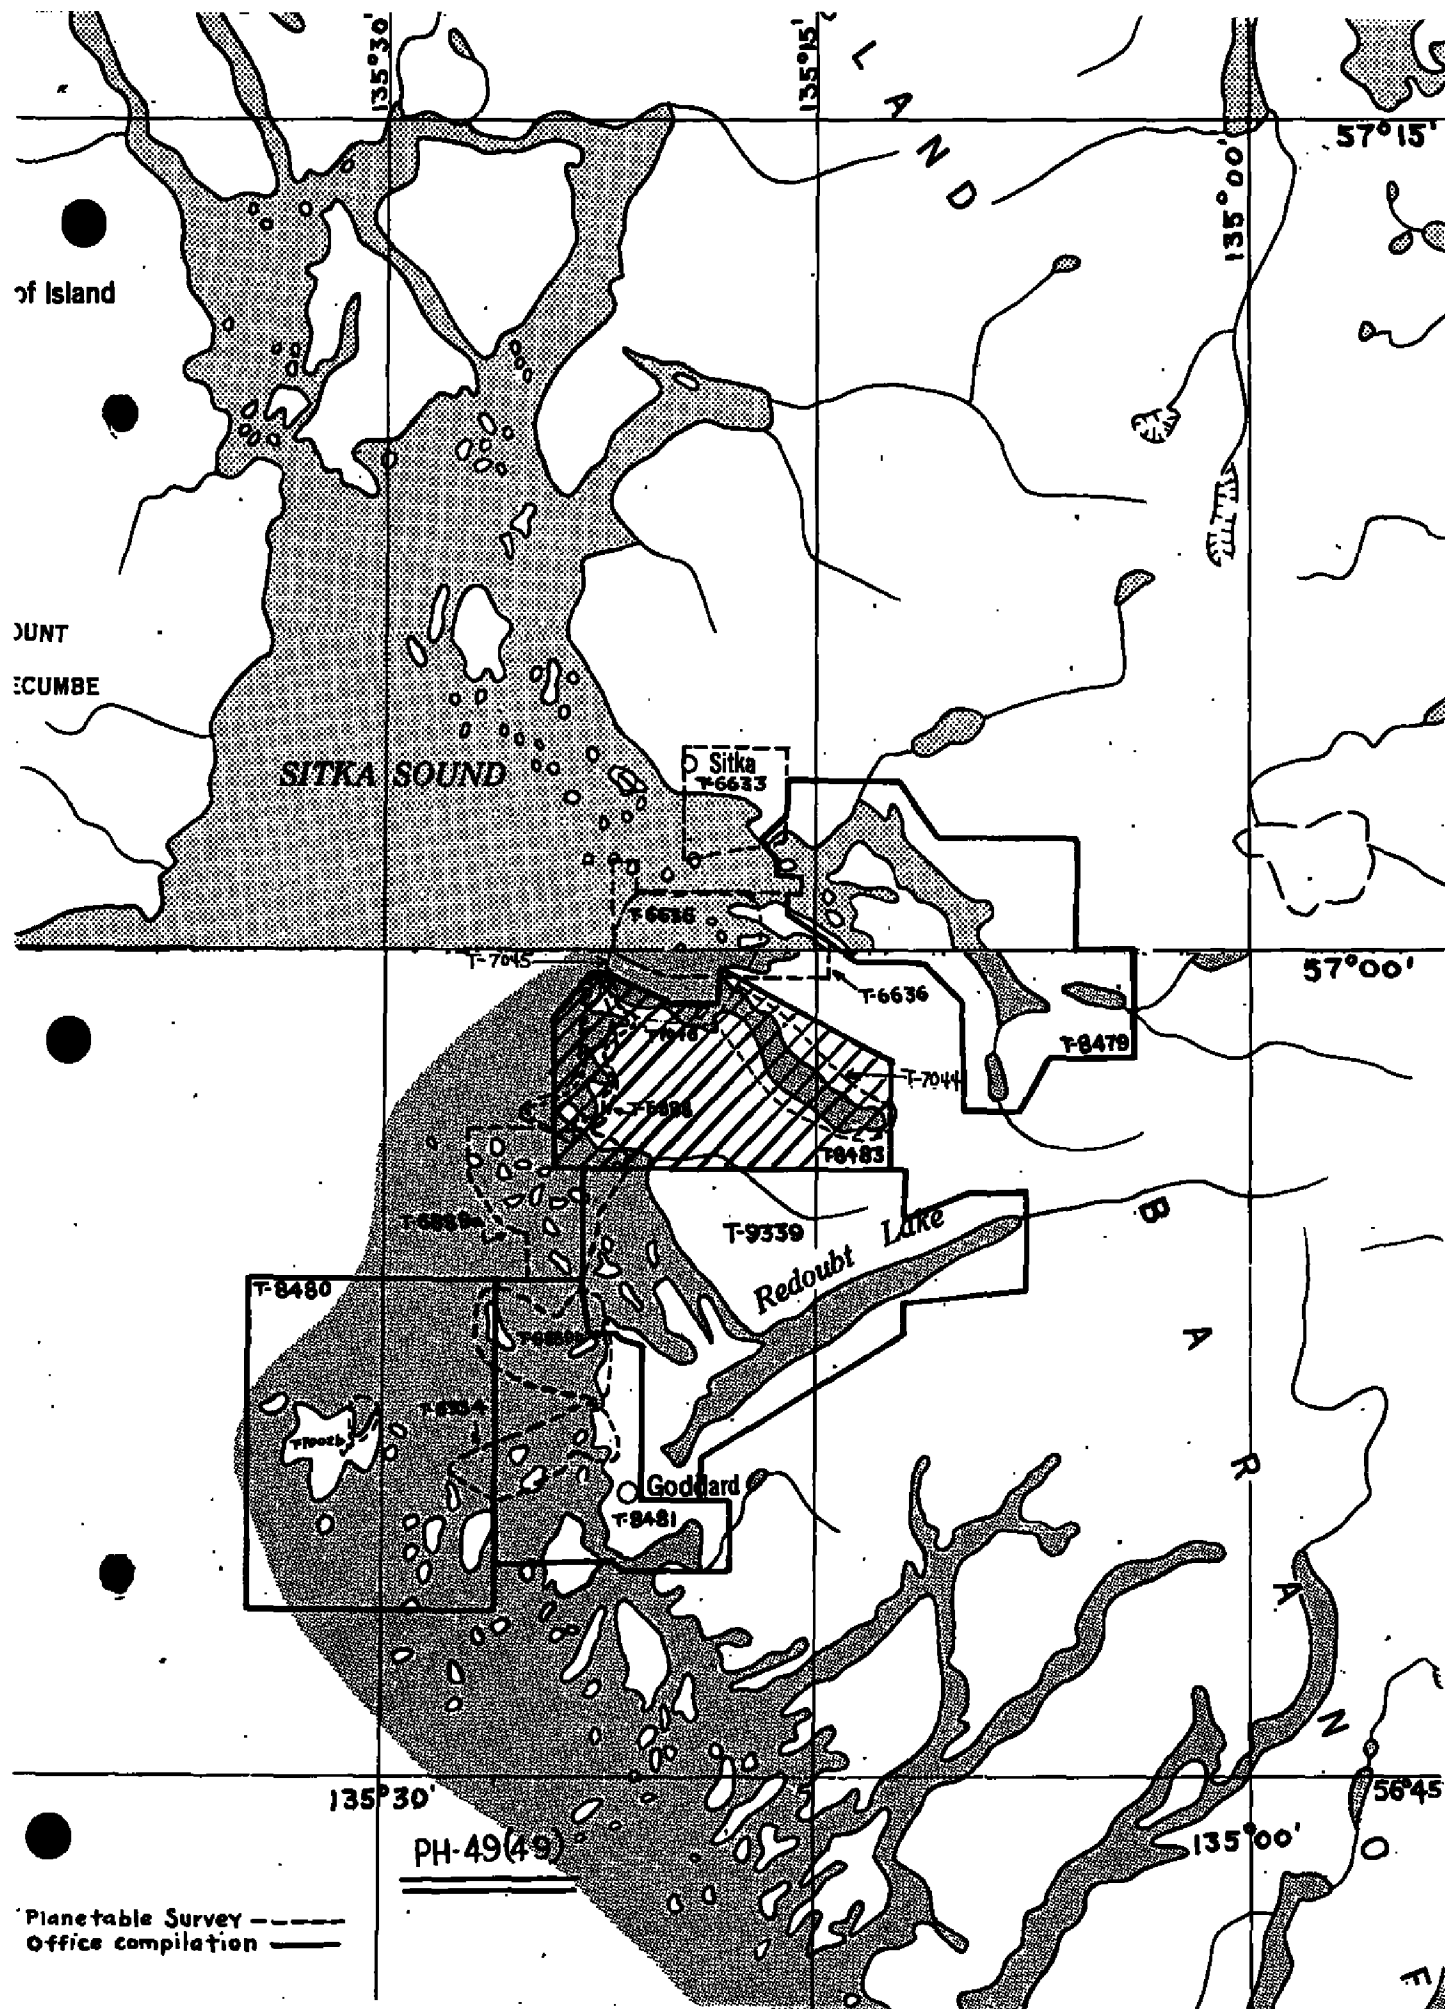 135°30'
135°15'
L
A
N
D
57°15'
135°00'
of Island
OUNT
ECUMBE
SITKA SOUND
Sitka
T-6633
T-6636
T-7045
57°00'
T-6636
T-8479
T-7044
T-8483
B
T-9339
Redoubt Lake
T-8480
A
R
Goddard
T-8481
A
N
135°30'
56°45
135°00'
O
PH-49(49)
Planetable Survey
Office compilation
F